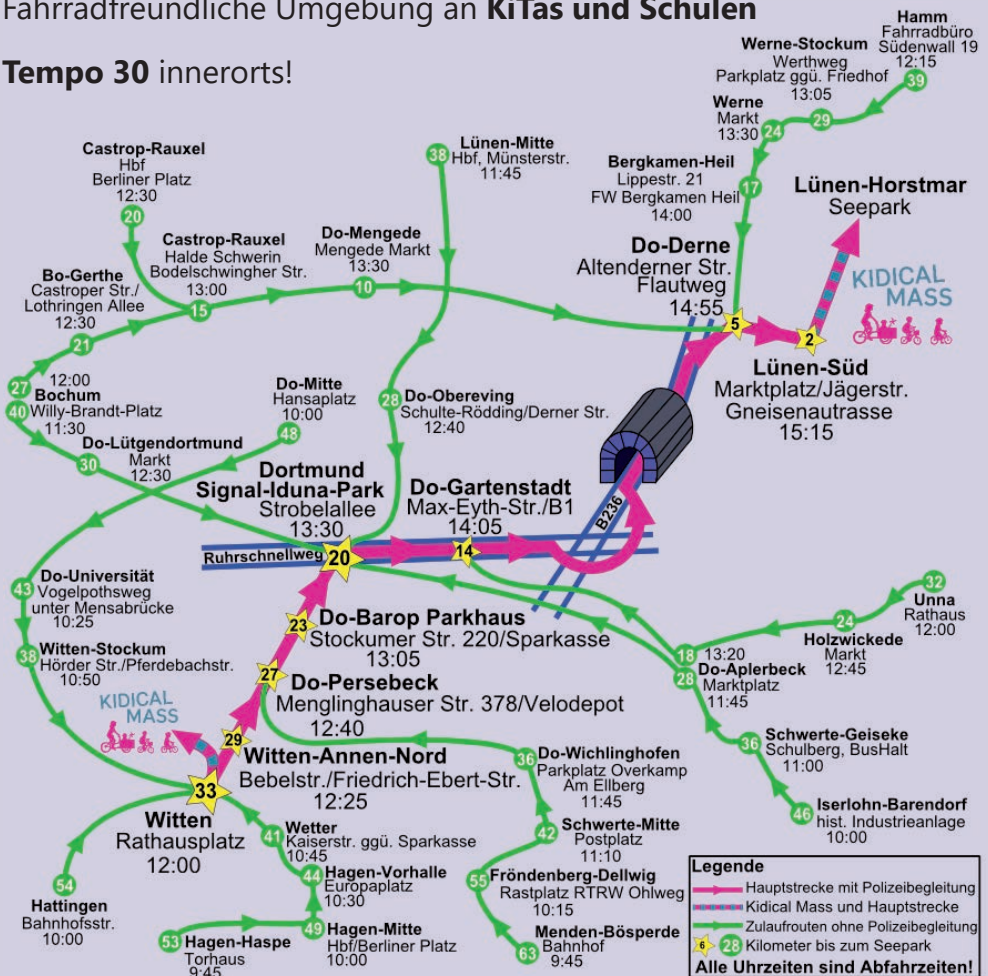 Fahrradfreundliche Umgebung an KiTas und Schulen
Tempo 30 innerorts!
Hamm
Fahrradbüro
Südenwall 19
12:15
39
Werne-Stockum
Werthweg
Parkplatz ggü. Friedhof
13:05
29
Werne
Markt
13:30
24
Bergkamen-Heil
Lippestr. 21
FW Bergkamen Heil
14:00
17
Lünen-Horstmar
Seepark
KIDICAL
MASS
Lünen-Mitte
Hbf, Münsterstr.
11:45
38
Castrop-Rauxel
Hbf
Berliner Platz
12:30
20
Castrop-Rauxel
Halde Schwerin
Bodelschwingher Str.
13:00
15
Do-Mengede
Mengede Markt
13:30
10
Do-Derne
Altenderner Str.
Flautweg
14:55
5
2
Lünen-Süd
Marktplatz/Jägerstr.
Gneisenautrasse
15:15
Bo-Gerthe
Castroper Str./
Lothringen Allee
12:30
21
27
12:00
Bochum
40
Willy-Brandt-Platz
11:30
Do-Mitte
Hansaplatz
10:00
48
28
Do-Obereving
Schulte-Rödding/Derner Str.
12:40
Do-Lütgendortmund
Markt
12:30
30
Dortmund
Signal-Iduna-Park
Strobelallee
13:30
20
Do-Gartenstadt
Max-Eyth-Str./B1
14:05
14
B236
Ruhrschnellweg
43
Do-Universität
Vogelpothsweg
unter Mensabrücke
10:25
38
Witten-Stockum
Hörder Str./Pferdebachstr.
10:50
23
Do-Barop Parkhaus
Stockumer Str. 220/Sparkasse
13:05
27
Do-Persebeck
Menglinghauser Str. 378/Velodepot
12:40
32
Unna
Rathaus
12:00
24
Holzwickede
Markt
12:45
18
13:20
Do-Aplerbeck
28
Marktplatz
11:45
KIDICAL
MASS
29
Witten-Annen-Nord
Bebelstr./Friedrich-Ebert-Str.
12:25
33
Witten
Rathausplatz
12:00
36
Do-Wichlinghofen
Parkplatz Overkamp
Am Ellberg
11:45
36
Schwerte-Geiseke
Schulberg, BusHalt
11:00
46
Iserlohn-Barendorf
hist. Industrieanlage
10:00
41
Wetter
Kaiserstr. ggü. Sparkasse
10:45
42
Schwerte-Mitte
Postplatz
11:10
44
Hagen-Vorhalle
Europaplatz
10:30
55
Fröndenberg-Dellwig
Rastplatz RTRW Ohlweg
10:15
54
Hattingen
Bahnhofsstr.
10:00
53
Hagen-Haspe
Torhaus
9:45
49
Hagen-Mitte
Hbf/Berliner Platz
10:00
63
Menden-Bösperde
Bahnhof
9:45
Legende
Hauptstrecke mit Polizeibegleitung
Kidical Mass und Hauptstrecke
Zulaufrouten ohne Polizeibegleitung
6 28 Kilometer bis zum Seepark
Alle Uhrzeiten sind Abfahrzeiten!